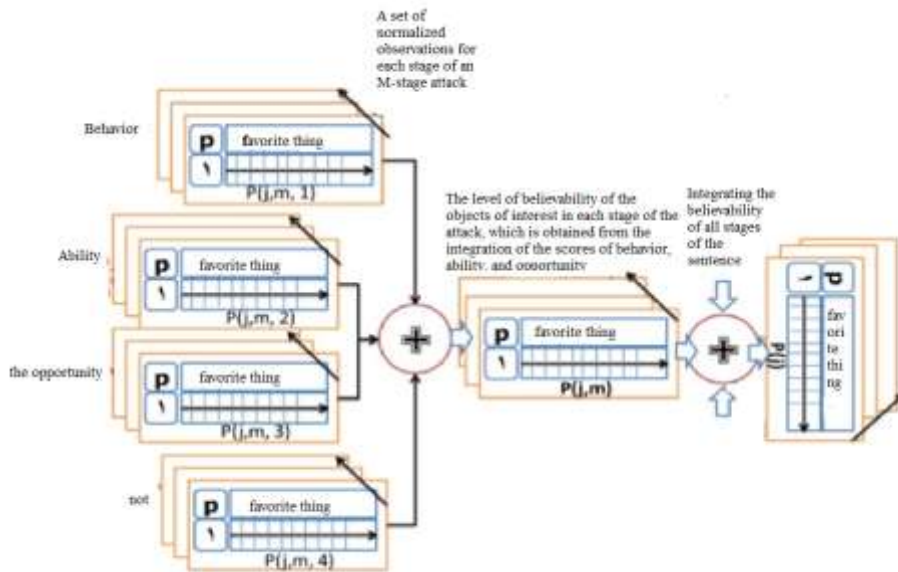 A set of
normalized
observations for
each stage of an
M-stage attack
Behavior
p
favorite thing
١
P(j,m, 1)
Ability
p
favorite thing
١
P(j,m, 2)
the opportunity
p
favorite thing
١
P(j,m, 3)
not
p
favorite thing
١
P(j,m, 4)
+
The level of believability of the
objects of interest in each stage of the
attack, which is obtained from the
integration of the scores of behavior,
ability, and opportunity
p
favorite thing
١
P(j,m)
Integrating the
believability
of all stages
of the
sentence
+
p
١
fav
ori
te
thi
ng
P(j)